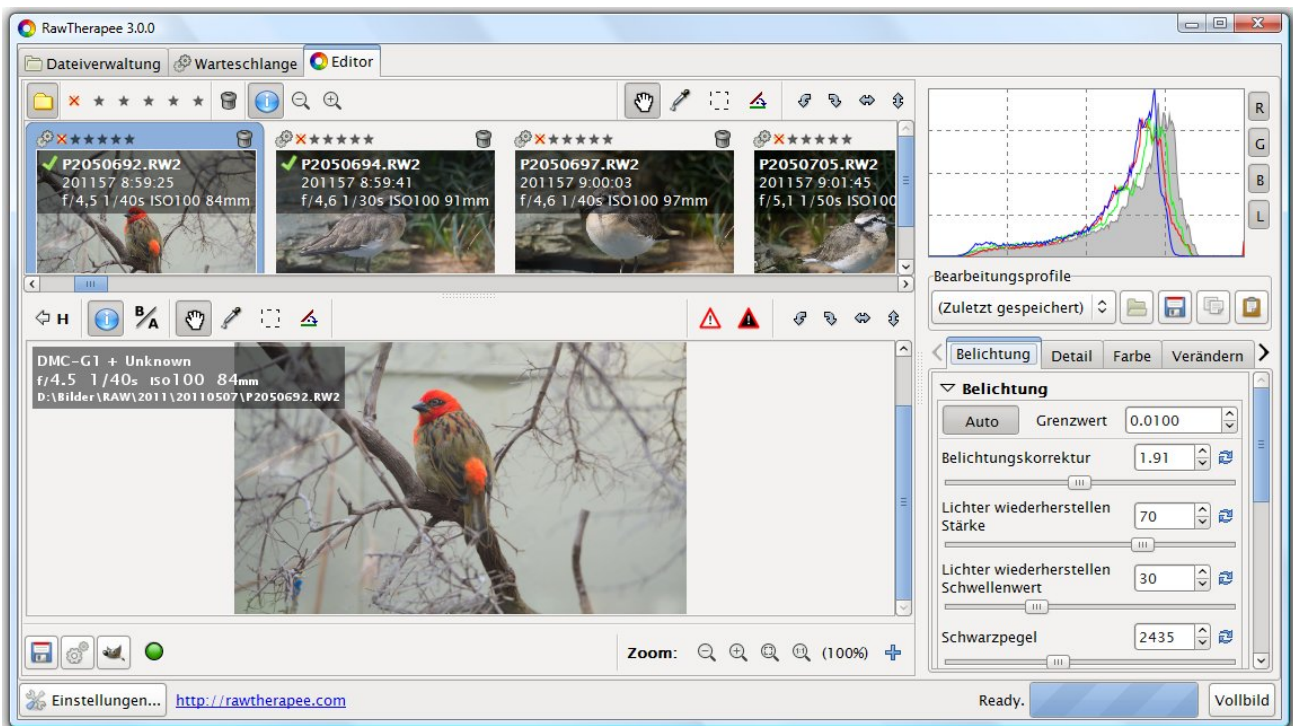 RawTherapee 3.0.0
Dateiverwaltung Warteschlange Editor
P2050692.RW2
201157 8:59:25
f/4,5 1/40s ISO100 84mm
P2050694.RW2
201157 8:59:41
f/4,6 1/30s ISO100 91mm
P2050697.RW2
201157 9:00:03
f/4,6 1/40s ISO100 97mm
P2050705.RW2
201157 9:01:45
f/5,1 1/50s ISO100
R
G
B
L
Bearbeitungsprofile
(Zuletzt gespeichert)
H B/A
DMC-G1 + Unknown
f/4.5 1/40s ISO100 84mm
D:\Bilder\RAW\2011\20110507\P2050692.RW2
Belichtung Detail Farbe Verändern
Belichtung
Auto Grenzwert 0.0100
Belichtungskorrektur 1.91
Lichter wiederherstellen
Stärke 70
Lichter wiederherstellen
Schwellenwert 30
Schwarzpegel 2435
Zoom: (100%)
Einstellungen... http://rawtherapee.com Ready. Vollbild